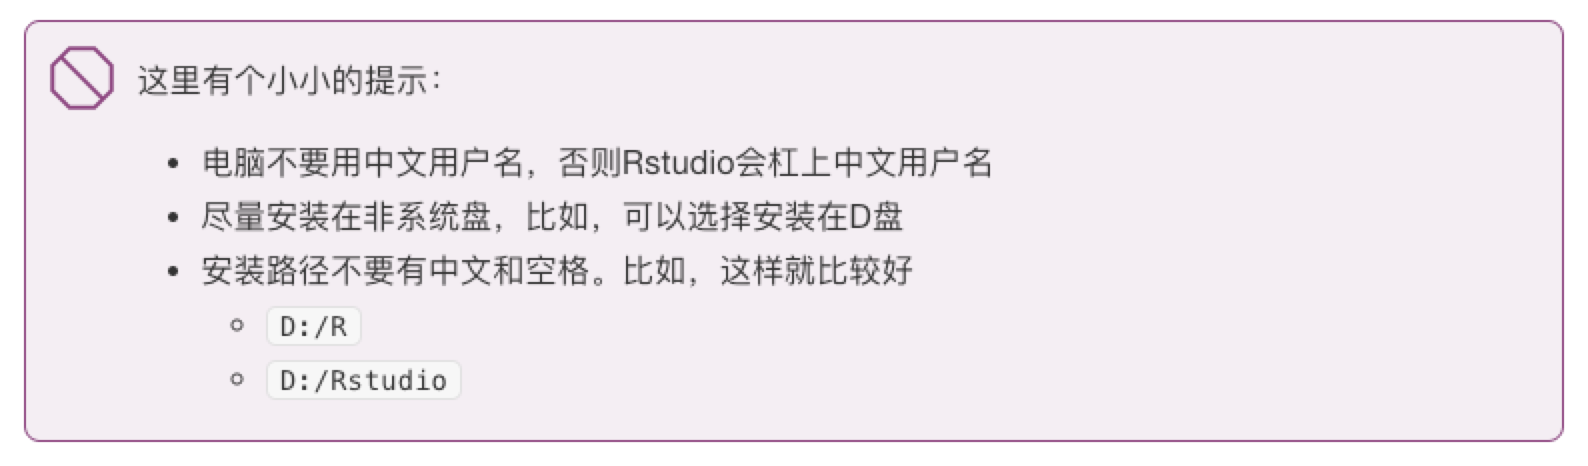 这里有个小小的提示：
电脑不要用中文用户名，否则Rstudio会杠上中文用户名
尽量安装在非系统盘，比如，可以选择安装在D盘
安装路径不要有中文和空格。比如，这样就比较好
D:/R
D:/Rstudio